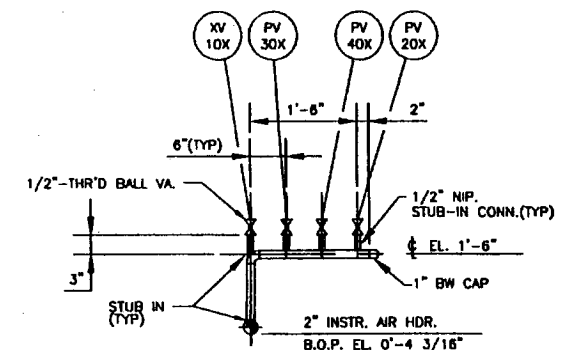 XV
10X
PV
30X
PV
40X
PV
20X
1'-6"
2"
6"(TYP)
1/2"-THR'D BALL VA.
1/2" NIP.
STUB-IN CONN.(TYP)
℄ EL. 1'-6"
3"
1" BW CAP
STUB IN
(TYP)
2" INSTR. AIR HDR.
B.O.P. EL. 0'-4 3/16"